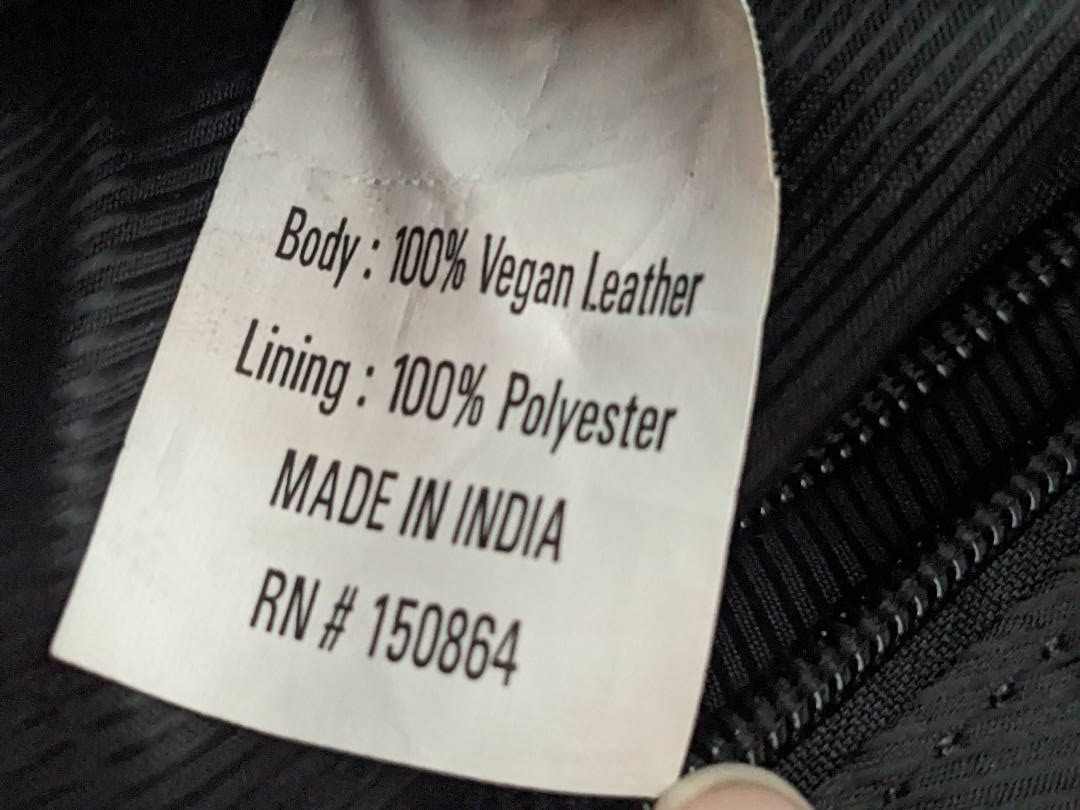 Body : 100% Vegan Leather
Lining : 100% Polyester
MADE IN INDIA
RN # 150864